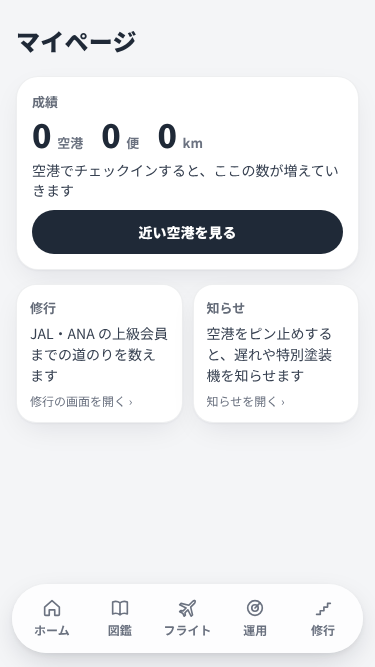 マイページ
成績
0 空港 0 便 0 km
空港でチェックインすると、ここの数が増えてい
きます
近い空港を見る
修行
JAL・ANA の上級会員
までの道のりを数え
ます
修行の画面を開く ›
知らせ
空港をピン止めする
と、遅れや特別塗装
機を知らせます
知らせを開く ›
ホーム 図鑑 フライト 運用 修行